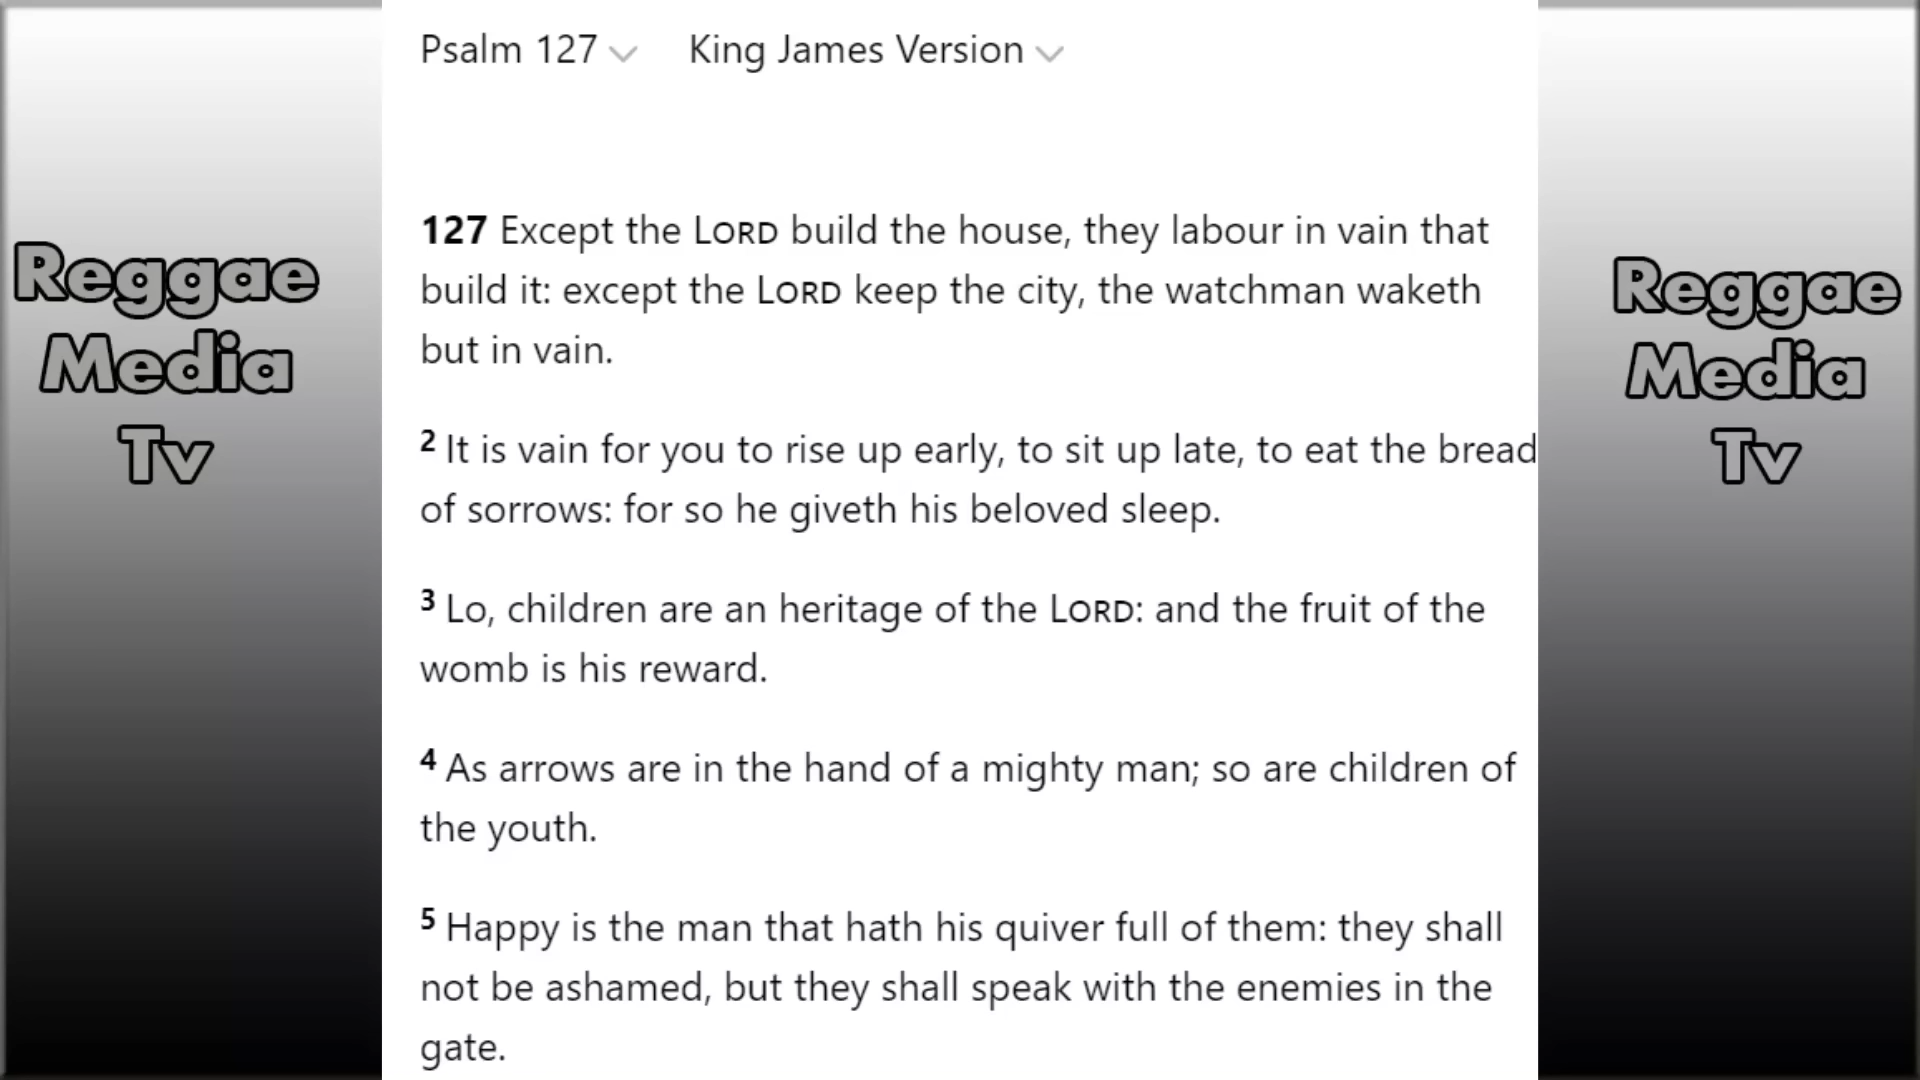 Psalm 127 King James Version
127 Except the LORD build the house, they labour in vain that
build it: except the LORD keep the city, the watchman waketh
but in vain.
2 It is vain for you to rise up early, to sit up late, to eat the bread
of sorrows: for so he giveth his beloved sleep.
3 Lo, children are an heritage of the LORD: and the fruit of the
womb is his reward.
4 As arrows are in the hand of a mighty man; so are children of
the youth.
5 Happy is the man that hath his quiver full of them: they shall
not be ashamed, but they shall speak with the enemies in the
gate.
Reggae
Media
Tv
Reggae
Media
Tv